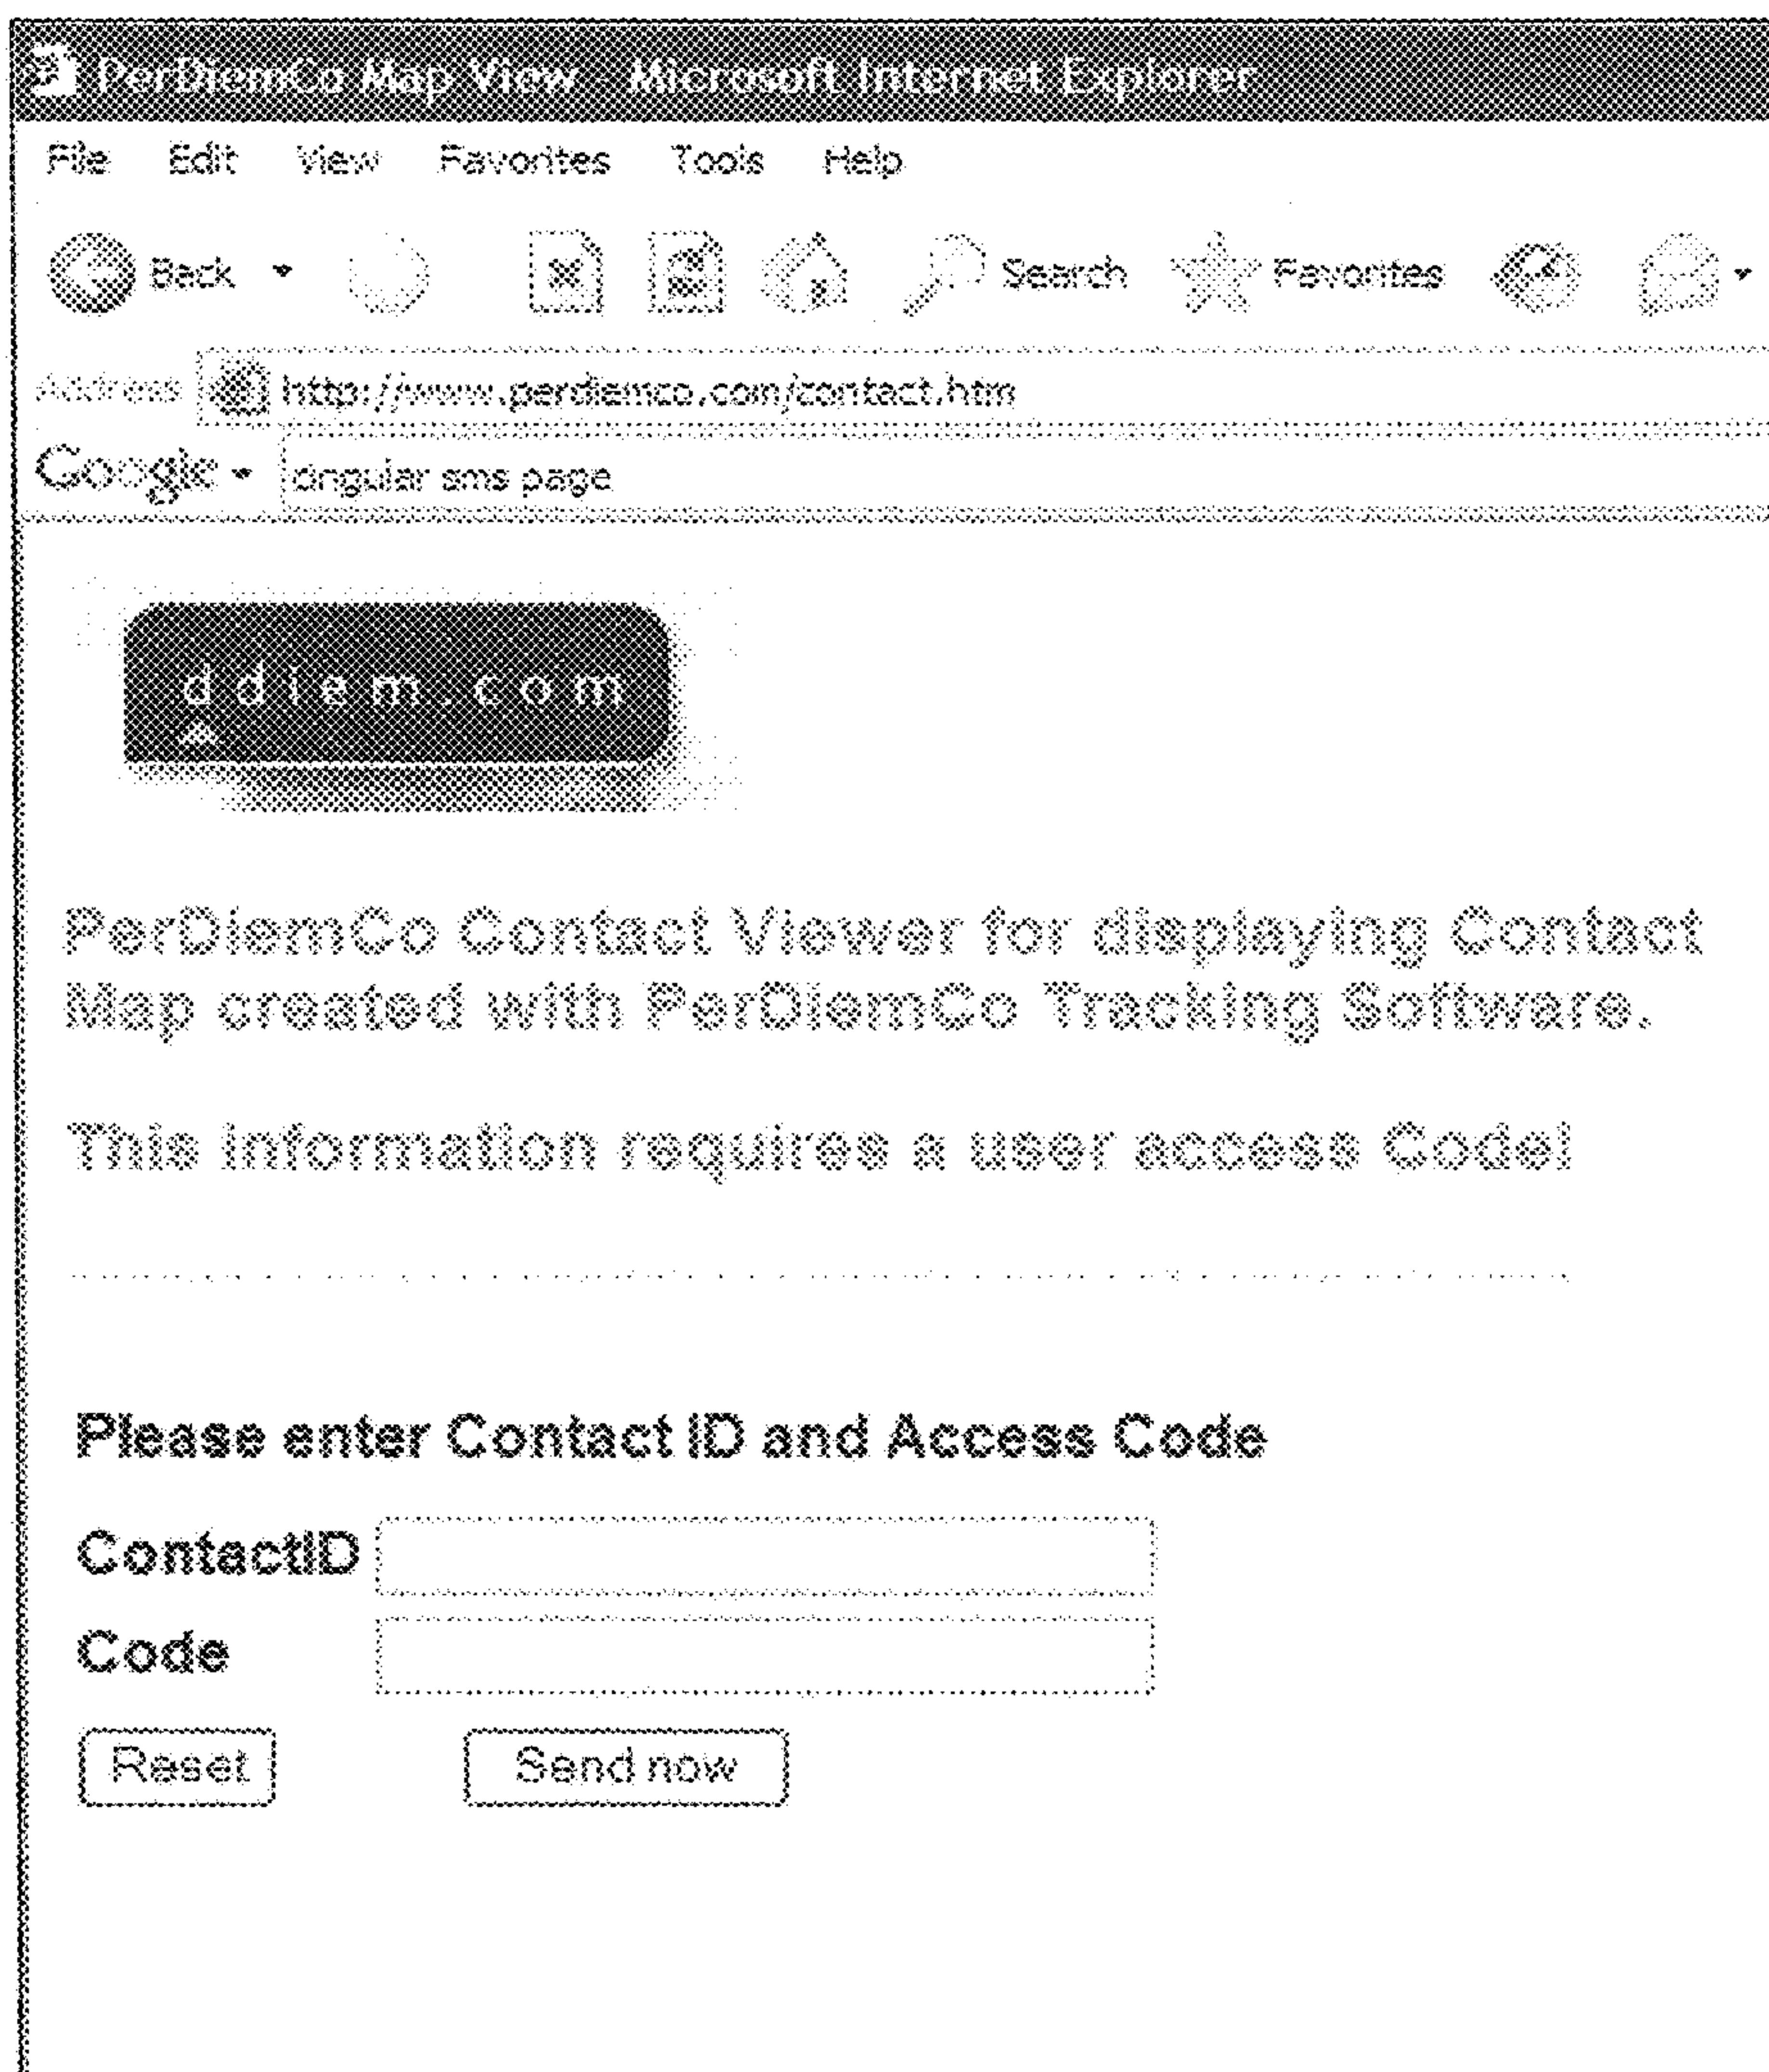 PerDiemCo Map View - Microsoft Internet Explorer
File Edit View Favorites Tools Help
Back Search Favorites
Address http://www.perdiemco.com/contact.htm
Google cingular sms page
ddiem.com
PerDiemCo Contact Viewer for displaying Contact
Map created with PerDiemCo Tracking Software.
This information requires a user access Code!
Please enter Contact ID and Access Code
ContactID
Code
Reset Send now